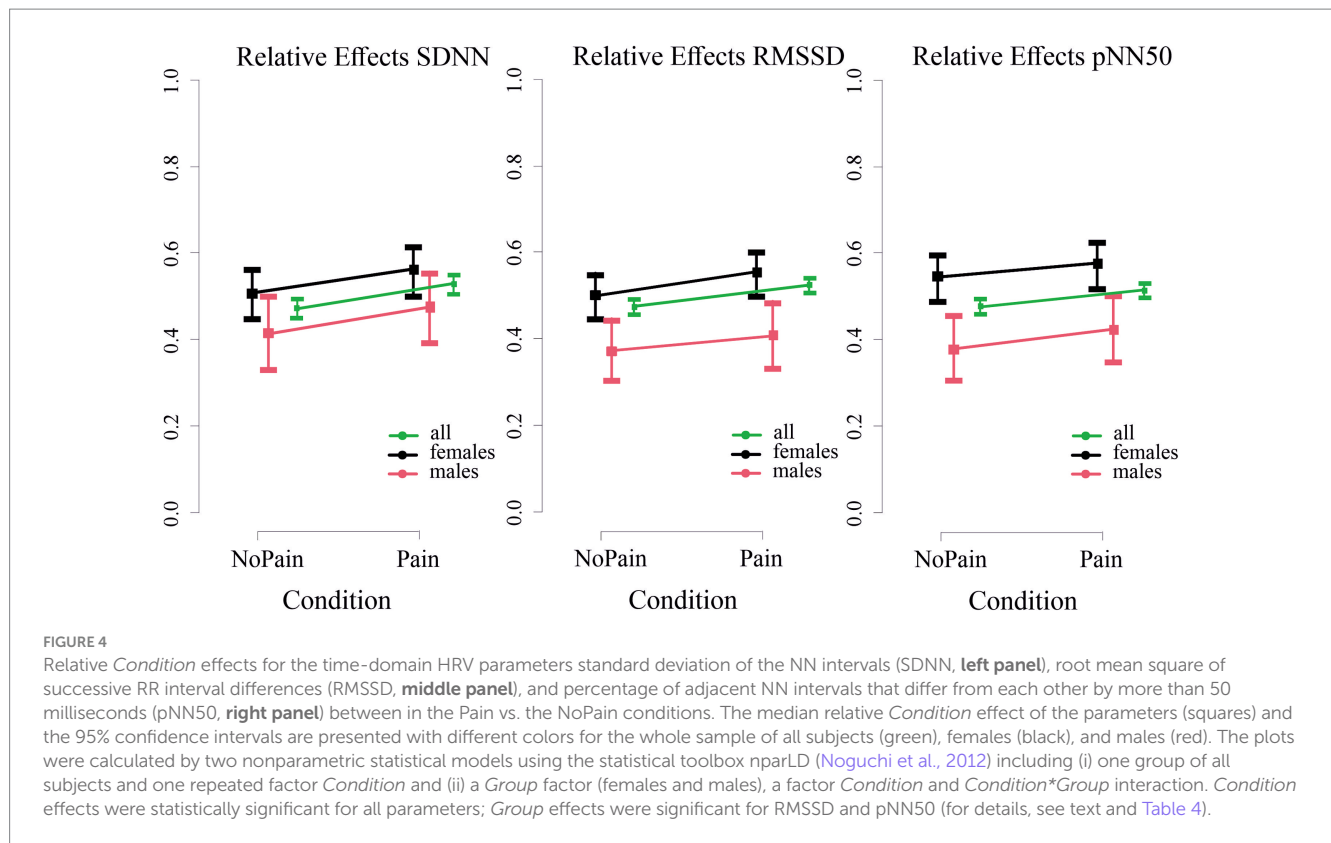 Relative Effects SDNN
1.0
0.8
0.6
0.4
0.2
0.0
all
females
males
NoPain
Pain
Condition
Relative Effects RMSSD
1.0
0.8
0.6
0.4
0.2
0.0
all
females
males
NoPain
Pain
Condition
Relative Effects pNN50
1.0
0.8
0.6
0.4
0.2
0.0
all
females
males
NoPain
Pain
Condition
FIGURE 4
Relative Condition effects for the time-domain HRV parameters standard deviation of the NN intervals (SDNN, left panel), root mean square of
successive RR interval differences (RMSSD, middle panel), and percentage of adjacent NN intervals that differ from each other by more than 50
milliseconds (pNN50, right panel) between in the Pain vs. the NoPain conditions. The median relative Condition effect of the parameters (squares) and
the 95% confidence intervals are presented with different colors for the whole sample of all subjects (green), females (black), and males (red). The plots
were calculated by two nonparametric statistical models using the statistical toolbox nparLD (Noguchi et al., 2012) including (i) one group of all
subjects and one repeated factor Condition and (ii) a Group factor (females and males), a factor Condition and Condition*Group interaction. Condition
effects were statistically significant for all parameters; Group effects were significant for RMSSD and pNN50 (for details, see text and Table 4).